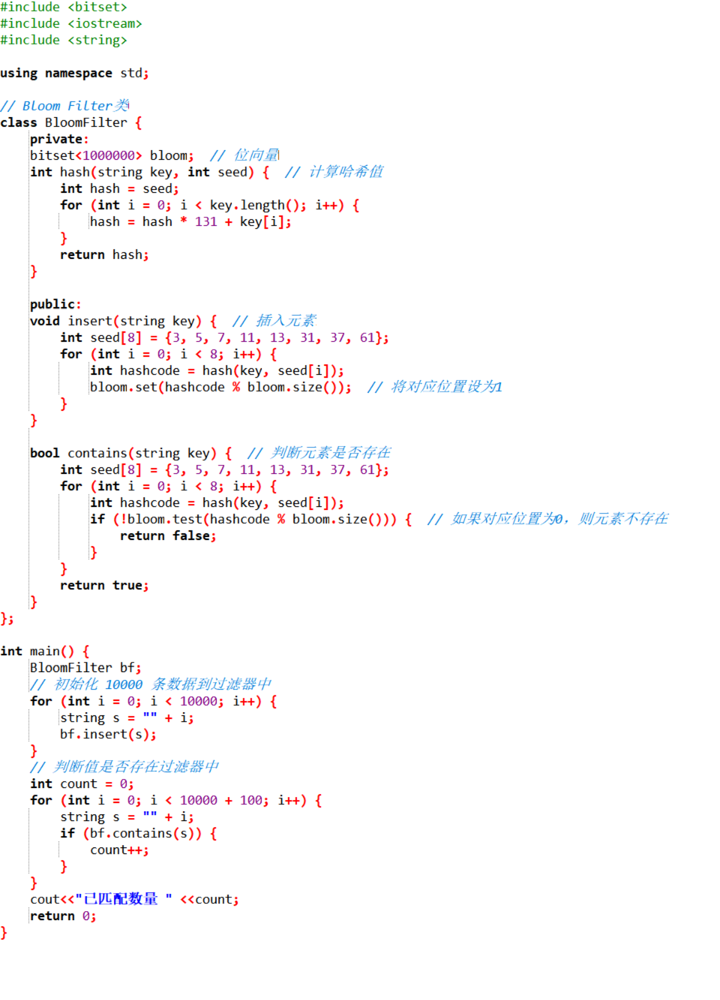 #include <bitset>
#include <iostream>
#include <string>

using namespace std;

// Bloom Filter类
class BloomFilter {
    private:
    bitset<1000000> bloom;  // 位向量
    int hash(string key, int seed) {  // 计算哈希值
        int hash = seed;
        for (int i = 0; i < key.length(); i++) {
            hash = hash * 131 + key[i];
        }
        return hash;
    }

    public:
    void insert(string key) {  // 插入元素
        int seed[8] = {3, 5, 7, 11, 13, 31, 37, 61};
        for (int i = 0; i < 8; i++) {
            int hashcode = hash(key, seed[i]);
            bloom.set(hashcode % bloom.size());  // 将对应位置设为1
        }
    }

    bool contains(string key) {  // 判断元素是否存在
        int seed[8] = {3, 5, 7, 11, 13, 31, 37, 61};
        for (int i = 0; i < 8; i++) {
            int hashcode = hash(key, seed[i]);
            if (!bloom.test(hashcode % bloom.size())) {  // 如果对应位置为0，则元素不存在
                return false;
            }
        }
        return true;
    }
};

int main() {
    BloomFilter bf;
    // 初始化 10000 条数据到过滤器中
    for (int i = 0; i < 10000; i++) {
        string s = "" + i;
        bf.insert(s);
    }
    // 判断值是否存在过滤器中
    int count = 0;
    for (int i = 0; i < 10000 + 100; i++) {
        string s = "" + i;
        if (bf.contains(s)) {
            count++;
        }
    }
    cout<<"已匹配数量 " <<count;
    return 0;
}